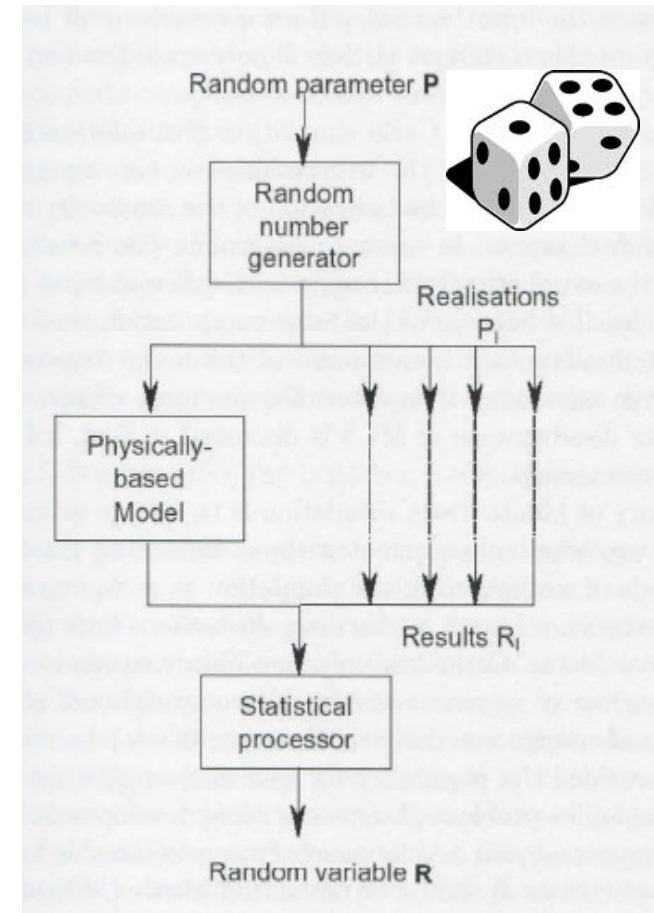 Random parameter P
Random
number
generator
Realisations
Pi
Physically-
based
Model
Results Ri
Statistical
processor
Random variable R